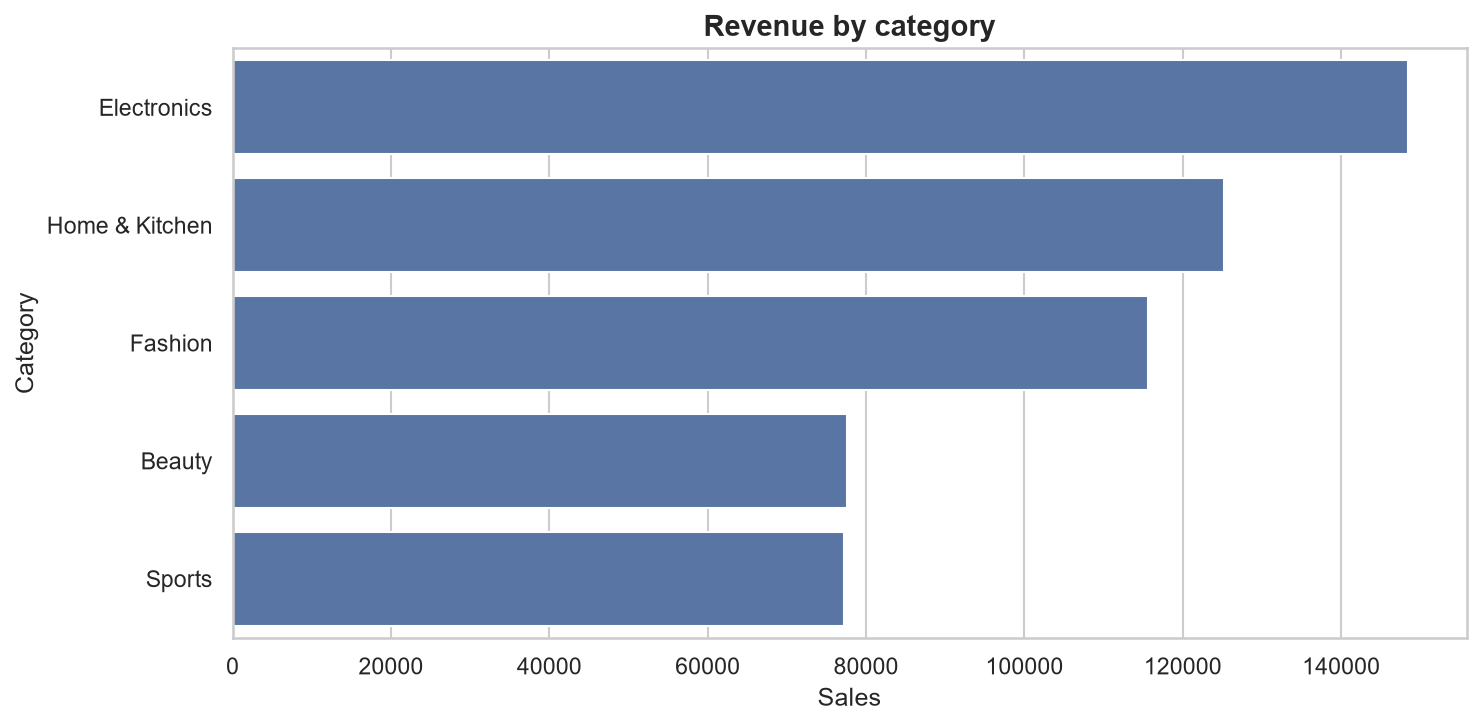 Revenue by category
Category
Electronics
Home & Kitchen
Fashion
Beauty
Sports
0 20000 40000 60000 80000 100000 120000 140000
Sales